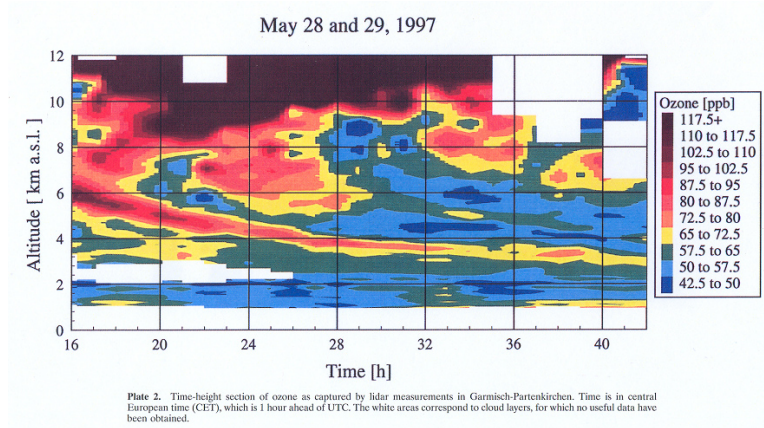 May 28 and 29, 1997
12
10
8
6
4
2
0
Altitude [ km a.s.l. ]
16
20
24
28
32
36
40
Time [h]
Ozone [ppb]
117.5+
110 to 117.5
102.5 to 110
95 to 102.5
87.5 to 95
80 to 87.5
72.5 to 80
65 to 72.5
57.5 to 65
50 to 57.5
42.5 to 50
Plate 2. Time-height section of ozone as captured by lidar measurements in Garmisch-Partenkirchen. Time is in central
European time (CET), which is 1 hour ahead of UTC. The white areas correspond to cloud layers, for which no useful data have
been obtained.